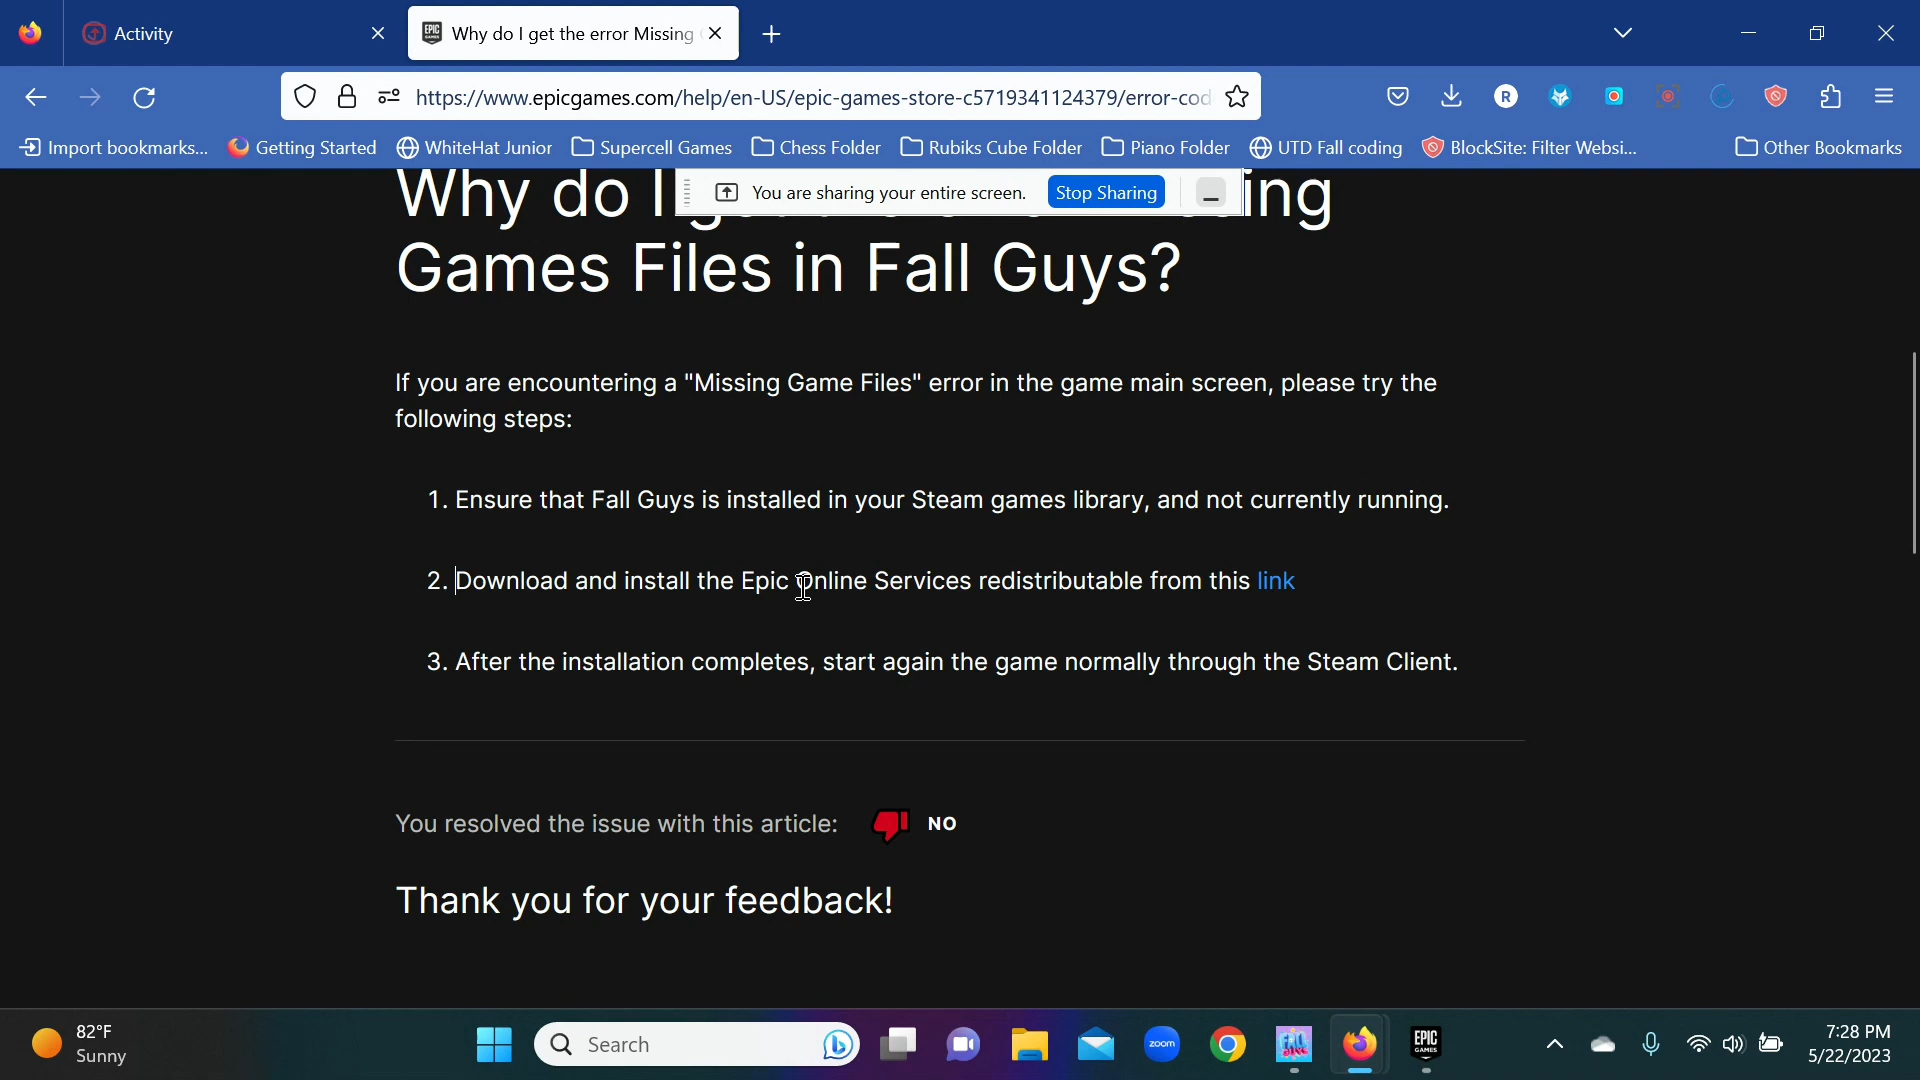 Activity
Why do I get the error Missing
https://www.epicgames.com/help/en-US/epic-games-store-c5719341124379/error-cod
Import bookmarks...
Getting Started
WhiteHat Junior
Supercell Games
Chess Folder
Rubiks Cube Folder
Piano Folder
UTD Fall coding
BlockSite: Filter Websi...
Other Bookmarks
You are sharing your entire screen.
Stop Sharing
Why do I ing
Games Files in Fall Guys?
If you are encountering a "Missing Game Files" error in the game main screen, please try the
following steps:
1. Ensure that Fall Guys is installed in your Steam games library, and not currently running.
2. Download and install the Epic Online Services redistributable from this link
3. After the installation completes, start again the game normally through the Steam Client.
You resolved the issue with this article:
NO
Thank you for your feedback!
82°F
Sunny
Search
zoom
EPIC
GAMES
7:28 PM
5/22/2023